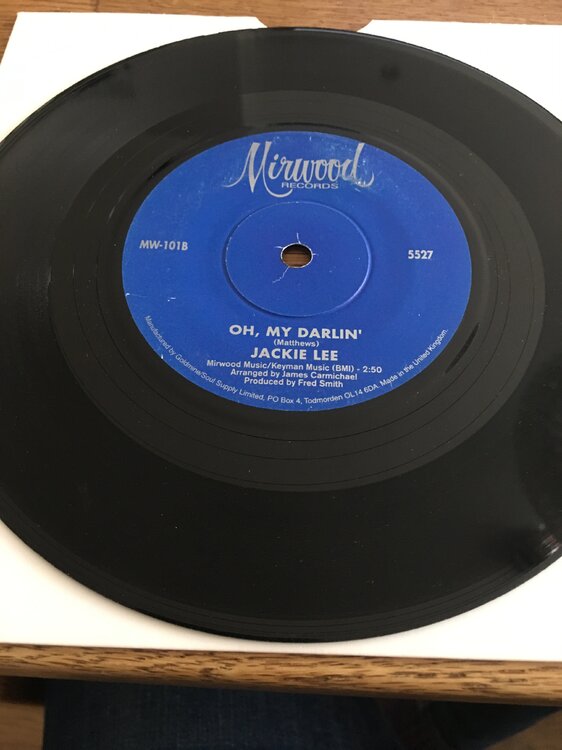 Mirwood
RECORDS
MW-101B
5527
OH, MY DARLIN'
(Matthews)
JACKIE LEE
Mirwood Music/Keyman Music (BMI) - 2:50
Arranged by James Carmichael
Produced by Fred Smith
Manufactured by Goldmine/Soul Supply Limited, PO Box 4, Todmorden OL14 6DA. Made in the United Kingdom.